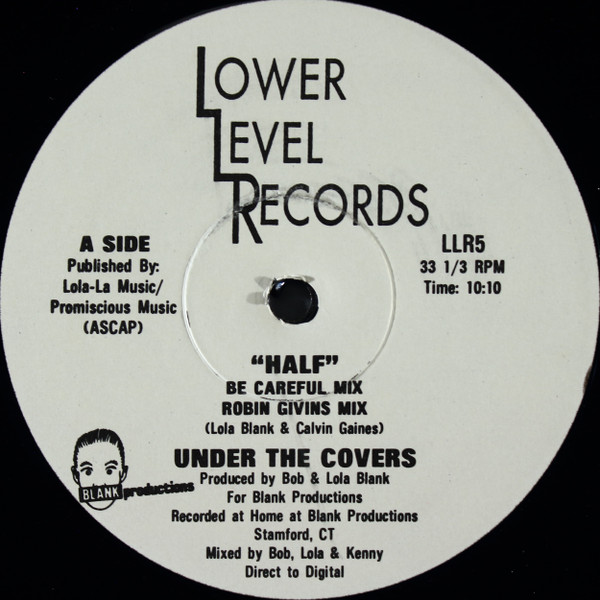 LOWER
LEVEL
RECORDS
A SIDE
Published By:
Lola-La Music/
Promiscious Music
(ASCAP)
LLR5
33 1/3 RPM
Time: 10:10
“HALF”
BE CAREFUL MIX
ROBIN GIVINS MIX
(Lola Blank & Calvin Gaines)
UNDER THE COVERS
Produced by Bob & Lola Blank
For Blank Productions
Recorded at Home at Blank Productions
Stamford, CT
Mixed by Bob, Lola & Kenny
Direct to Digital
BLANK productions